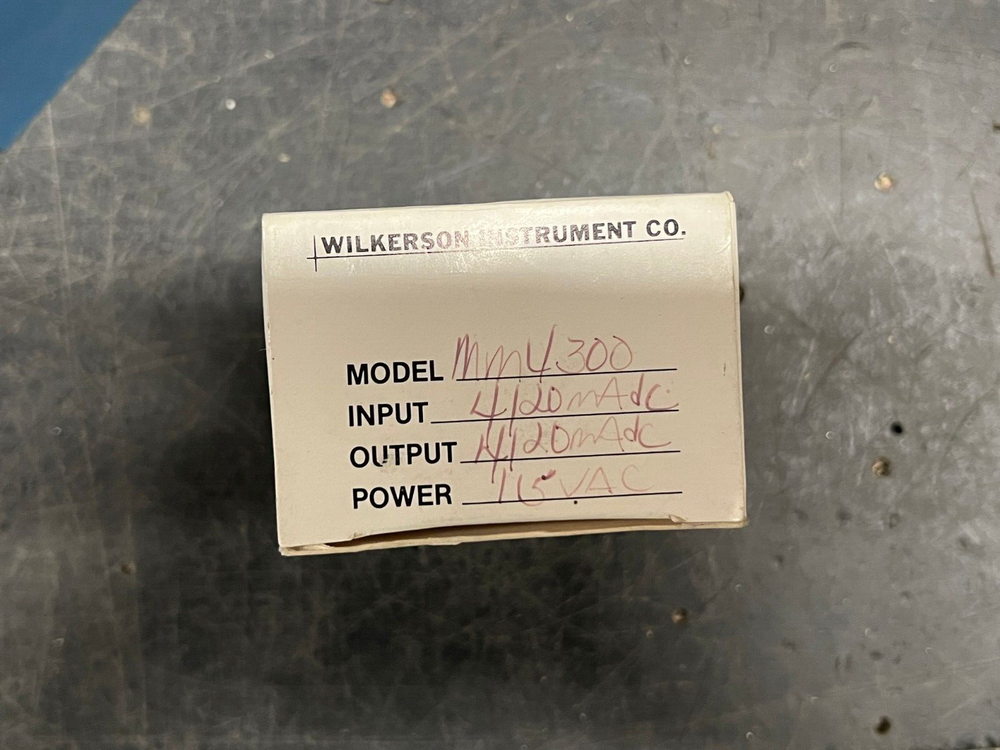 WILKERSON INSTRUMENT CO.
MODEL MM4300
INPUT 4/20mAdc
OUTPUT 4/20mAdc
POWER 115VAC